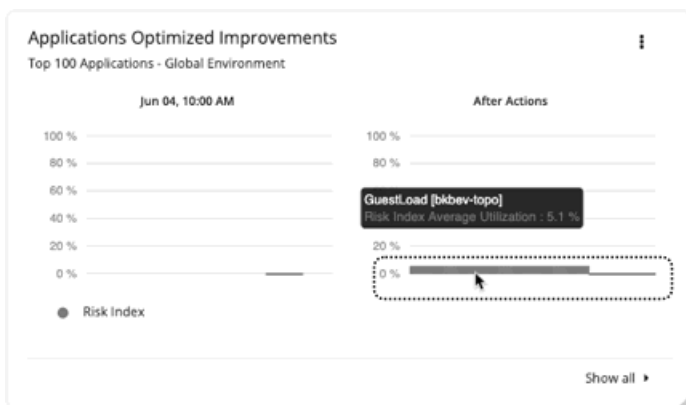 Applications Optimized Improvements
Top 100 Applications - Global Environment
Jun 04, 10:00 AM
100 %
80 %
60 %
40 %
20 %
0 %
Risk Index
After Actions
100 %
80 %
GuestLoad [bkbev-topo]
Risk Index Average Utilization : 5.1 %
20 %
0 %
Show all